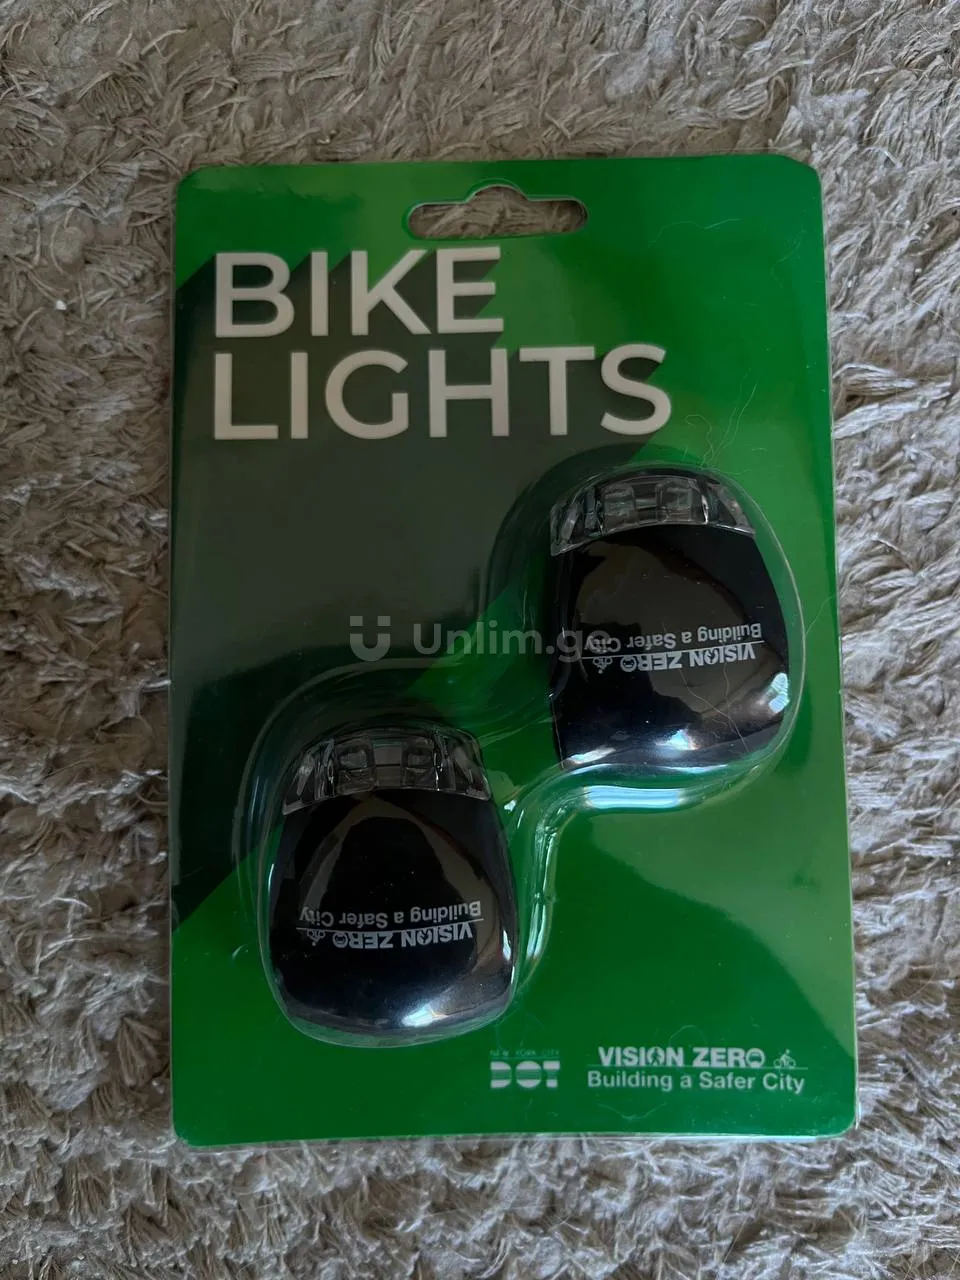 BIKE
LIGHTS
Unlim.ge
VISION ZERO
Building a Safer City
VISION ZERO
Building a Safer City
NEW YORK CITY
DOT
VISION ZERO
Building a Safer City